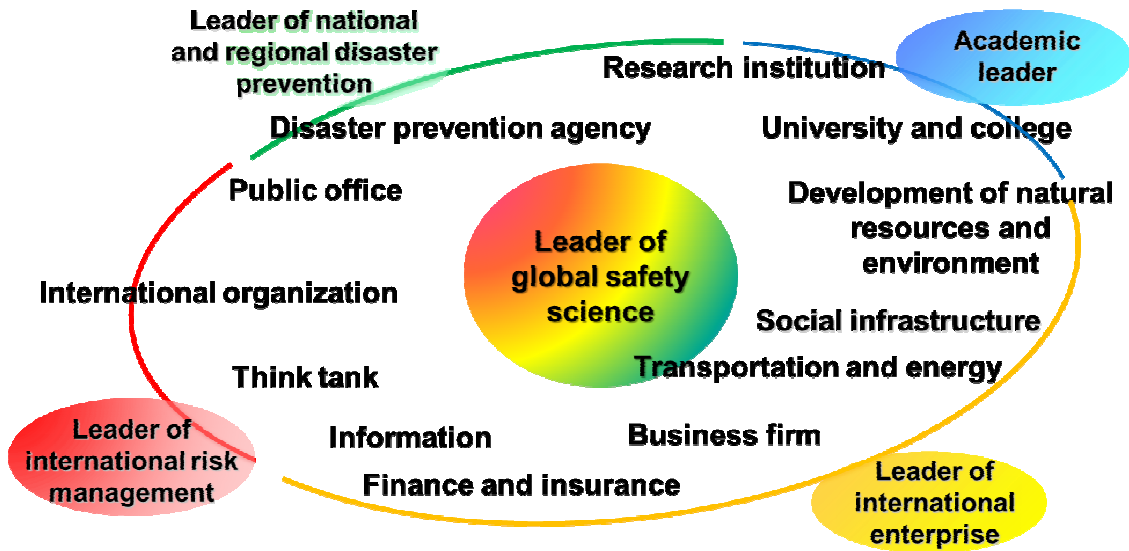 Leader of national
and regional disaster
prevention
Academic
leader
Research institution
Disaster prevention agency
University and college
Public office
Development of natural
resources and
environment
Leader of
global safety
science
International organization
Social infrastructure
Transportation and energy
Think tank
Leader of
international risk
management
Information
Business firm
Finance and insurance
Leader of
international
enterprise